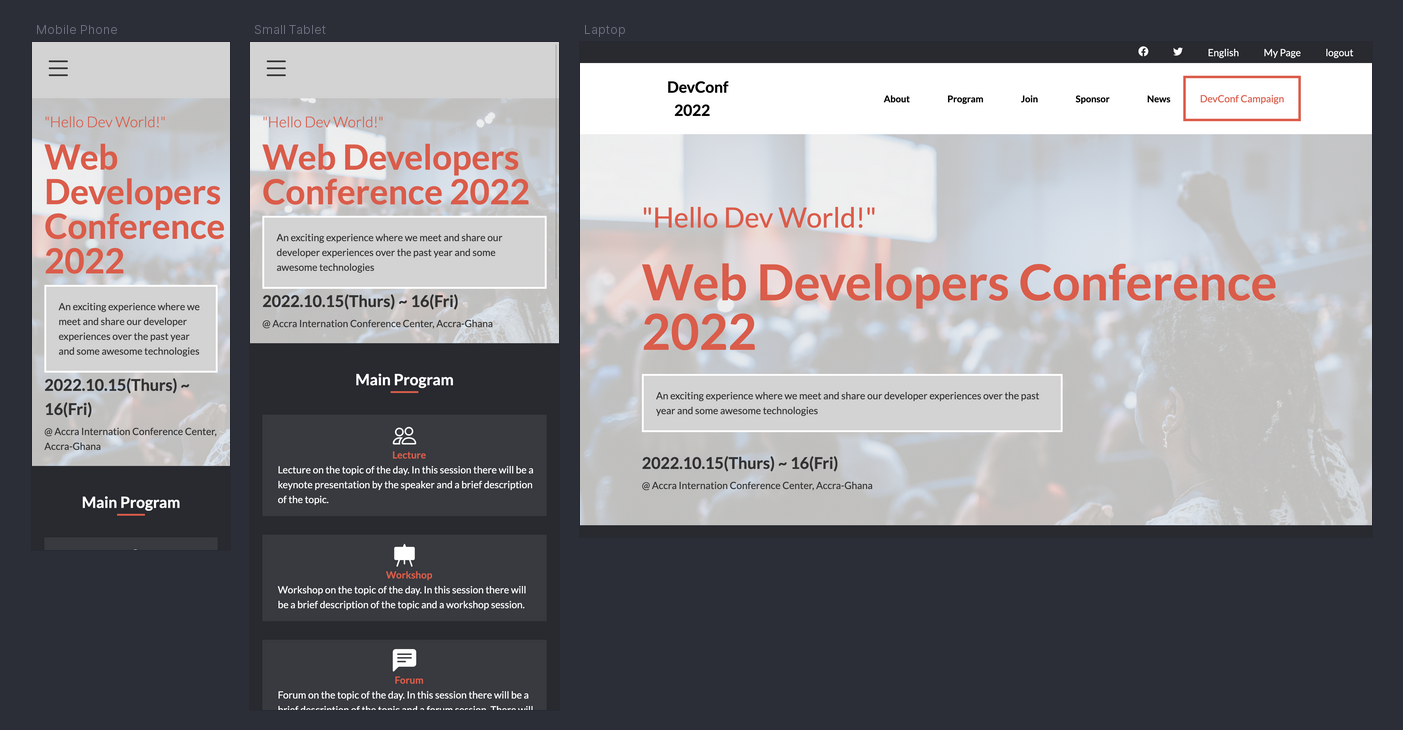 Mobile Phone
"Hello Dev World!"
Web
Developers
Conference
2022
An exciting experience where we
meet and share our developer
experiences over the past year
and some awesome technologies
2022.10.15(Thurs) ~
16(Fri)
@ Accra Internation Conference Center,
Accra-Ghana
Main Program
Small Tablet
"Hello Dev World!"
Web Developers
Conference 2022
An exciting experience where we meet and share our
developer experiences over the past year and some
awesome technologies
2022.10.15(Thurs) ~ 16(Fri)
@ Accra Internation Conference Center, Accra-Ghana
Main Program
Lecture
Lecture on the topic of the day. In this session there will be a
keynote presentation by the speaker and a brief description
of the topic.
Workshop
Workshop on the topic of the day. In this session there will
be a brief description of the topic and a workshop session.
Forum
Forum on the topic of the day. In this session there will be a
brief description of the topic and a forum session. There will
Laptop
English My Page logout
DevConf
2022
About Program Join Sponsor News DevConf Campaign
"Hello Dev World!"
Web Developers Conference
2022
An exciting experience where we meet and share our developer experiences over the past
year and some awesome technologies
2022.10.15(Thurs) ~ 16(Fri)
@ Accra Internation Conference Center, Accra-Ghana